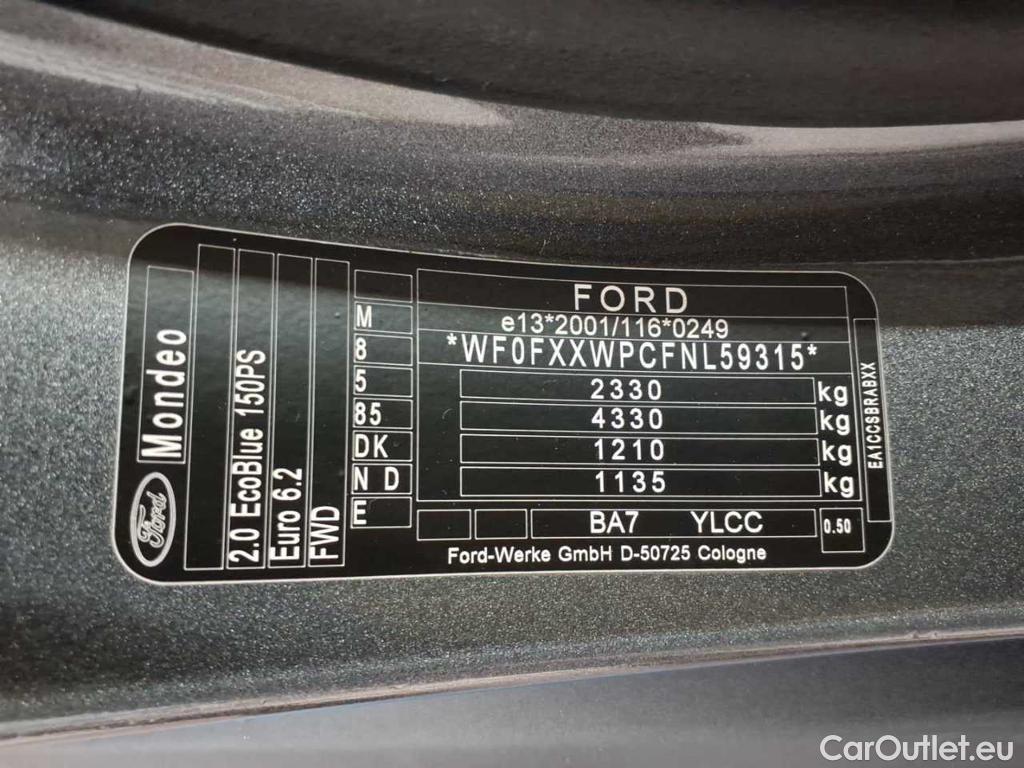 Ford
Mondeo
2.0 EcoBlue 150PS
Euro 6.2
FWD
M
8
5
85
DK
N D
E
FORD
e13*2001/116*0249
*WF0FXXWPCFNL59315*
2330 kg
4330 kg
1210 kg
1135 kg
BA7 YLCC 0.50
Ford-Werke GmbH D-50725 Cologne
EA1CCSBRABXX
CarOutlet.eu